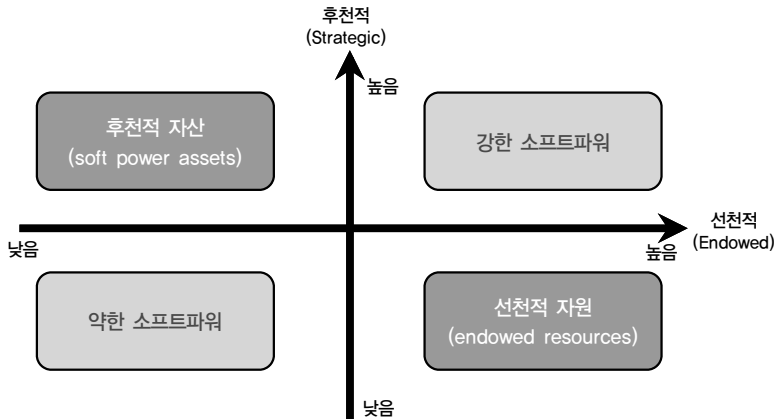 후천적
(Strategic)
높음
후천적 자산
(soft power assets)
강한 소프트파워
낮음
높음
선천적
(Endowed)
약한 소프트파워
선천적 자원
(endowed resources)
낮음